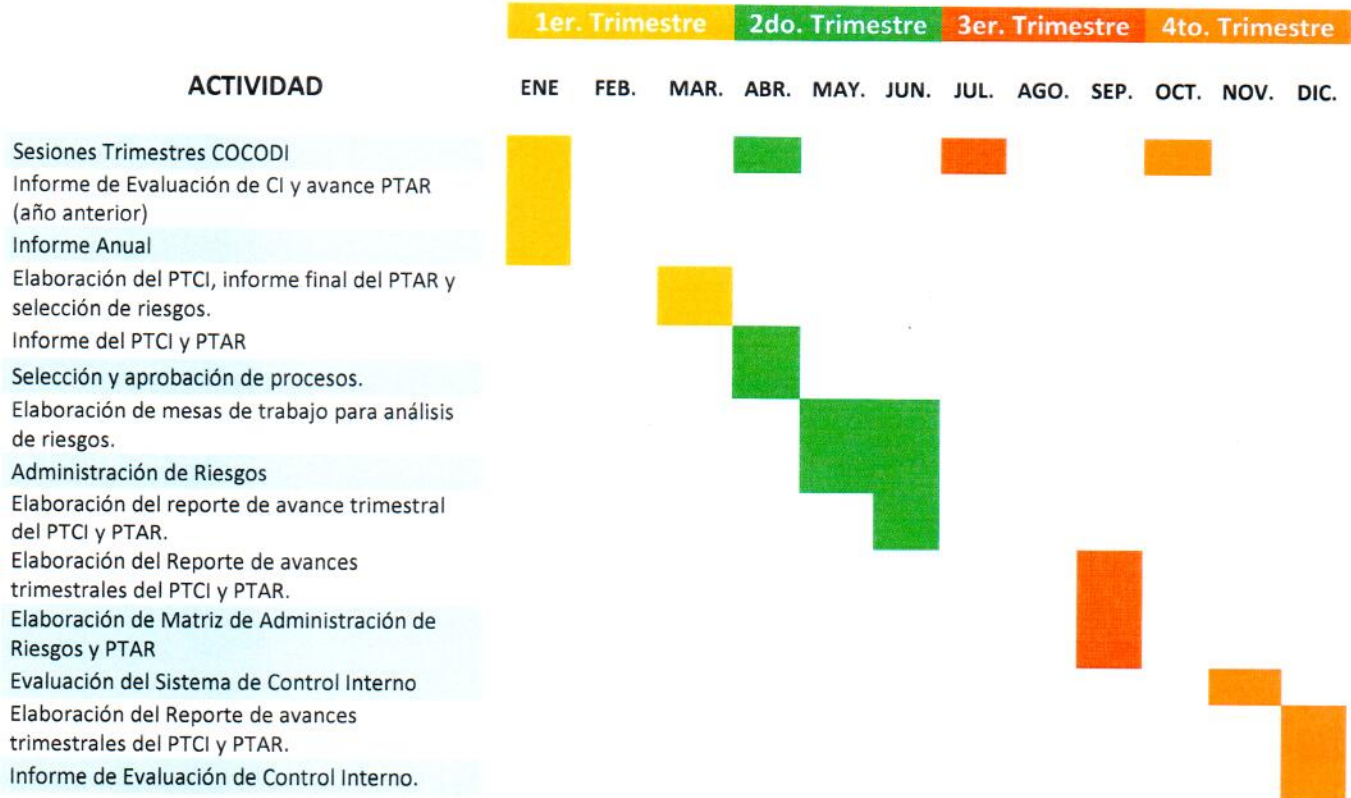 1er. Trimestre 2do. Trimestre 3er. Trimestre 4to. Trimestre
ACTIVIDAD ENE FEB. MAR. ABR. MAY. JUN. JUL. AGO. SEP. OCT. NOV. DIC.
Sesiones Trimestres COCODI
Informe de Evaluación de CI y avance PTAR
(año anterior)
Informe Anual
Elaboración del PTCI, informe final del PTAR y
selección de riesgos.
Informe del PTCI y PTAR
Selección y aprobación de procesos.
Elaboración de mesas de trabajo para análisis
de riesgos.
Administración de Riesgos
Elaboración del reporte de avance trimestral
del PTCI y PTAR.
Elaboración del Reporte de avances
trimestrales del PTCI y PTAR.
Elaboración de Matriz de Administración de
Riesgos y PTAR
Evaluación del Sistema de Control Interno
Elaboración del Reporte de avances
trimestrales del PTCI y PTAR.
Informe de Evaluación de Control Interno.